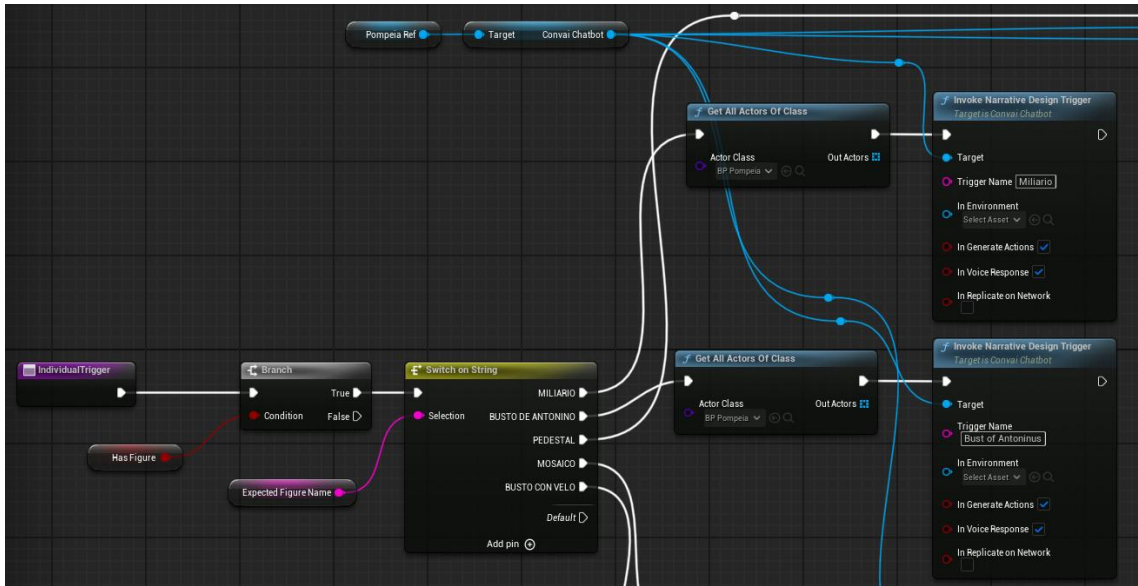 Pompeia Ref
Target Convai Chatbot
Get All Actors Of Class
Actor Class
BP Pompeia
Out Actors
Invoke Narrative Design Trigger
Target is Convai Chatbot
Target
Trigger Name Miliario
In Environment
Select Asset
In Generate Actions
In Voice Response
In Replicate on Network
IndividualTrigger
Branch
True
Condition
False
Has Figure
Expected Figure Name
Switch on String
MILIARIO
Selection
BUSTO DE ANTONINO
PEDESTAL
MOSAICO
BUSTO CON VELO
Default
Add pin
Get All Actors Of Class
Actor Class
BP Pompeia
Out Actors
Invoke Narrative Design Trigger
Target is Convai Chatbot
Target
Trigger Name
Bust of Antoninus
In Environment
Select Asset
In Generate Actions
In Voice Response
In Replicate on Network